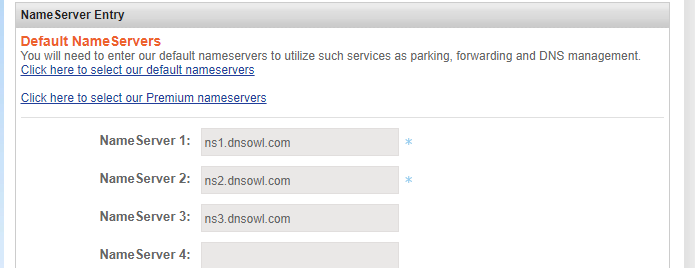 NameServer Entry
Default NameServers
You will need to enter our default nameservers to utilize such services as parking, forwarding and DNS management.
Click here to select our default nameservers
Click here to select our Premium nameservers
NameServer 1: ns1.dnsowl.com *
NameServer 2: ns2.dnsowl.com *
NameServer 3: ns3.dnsowl.com
NameServer 4: